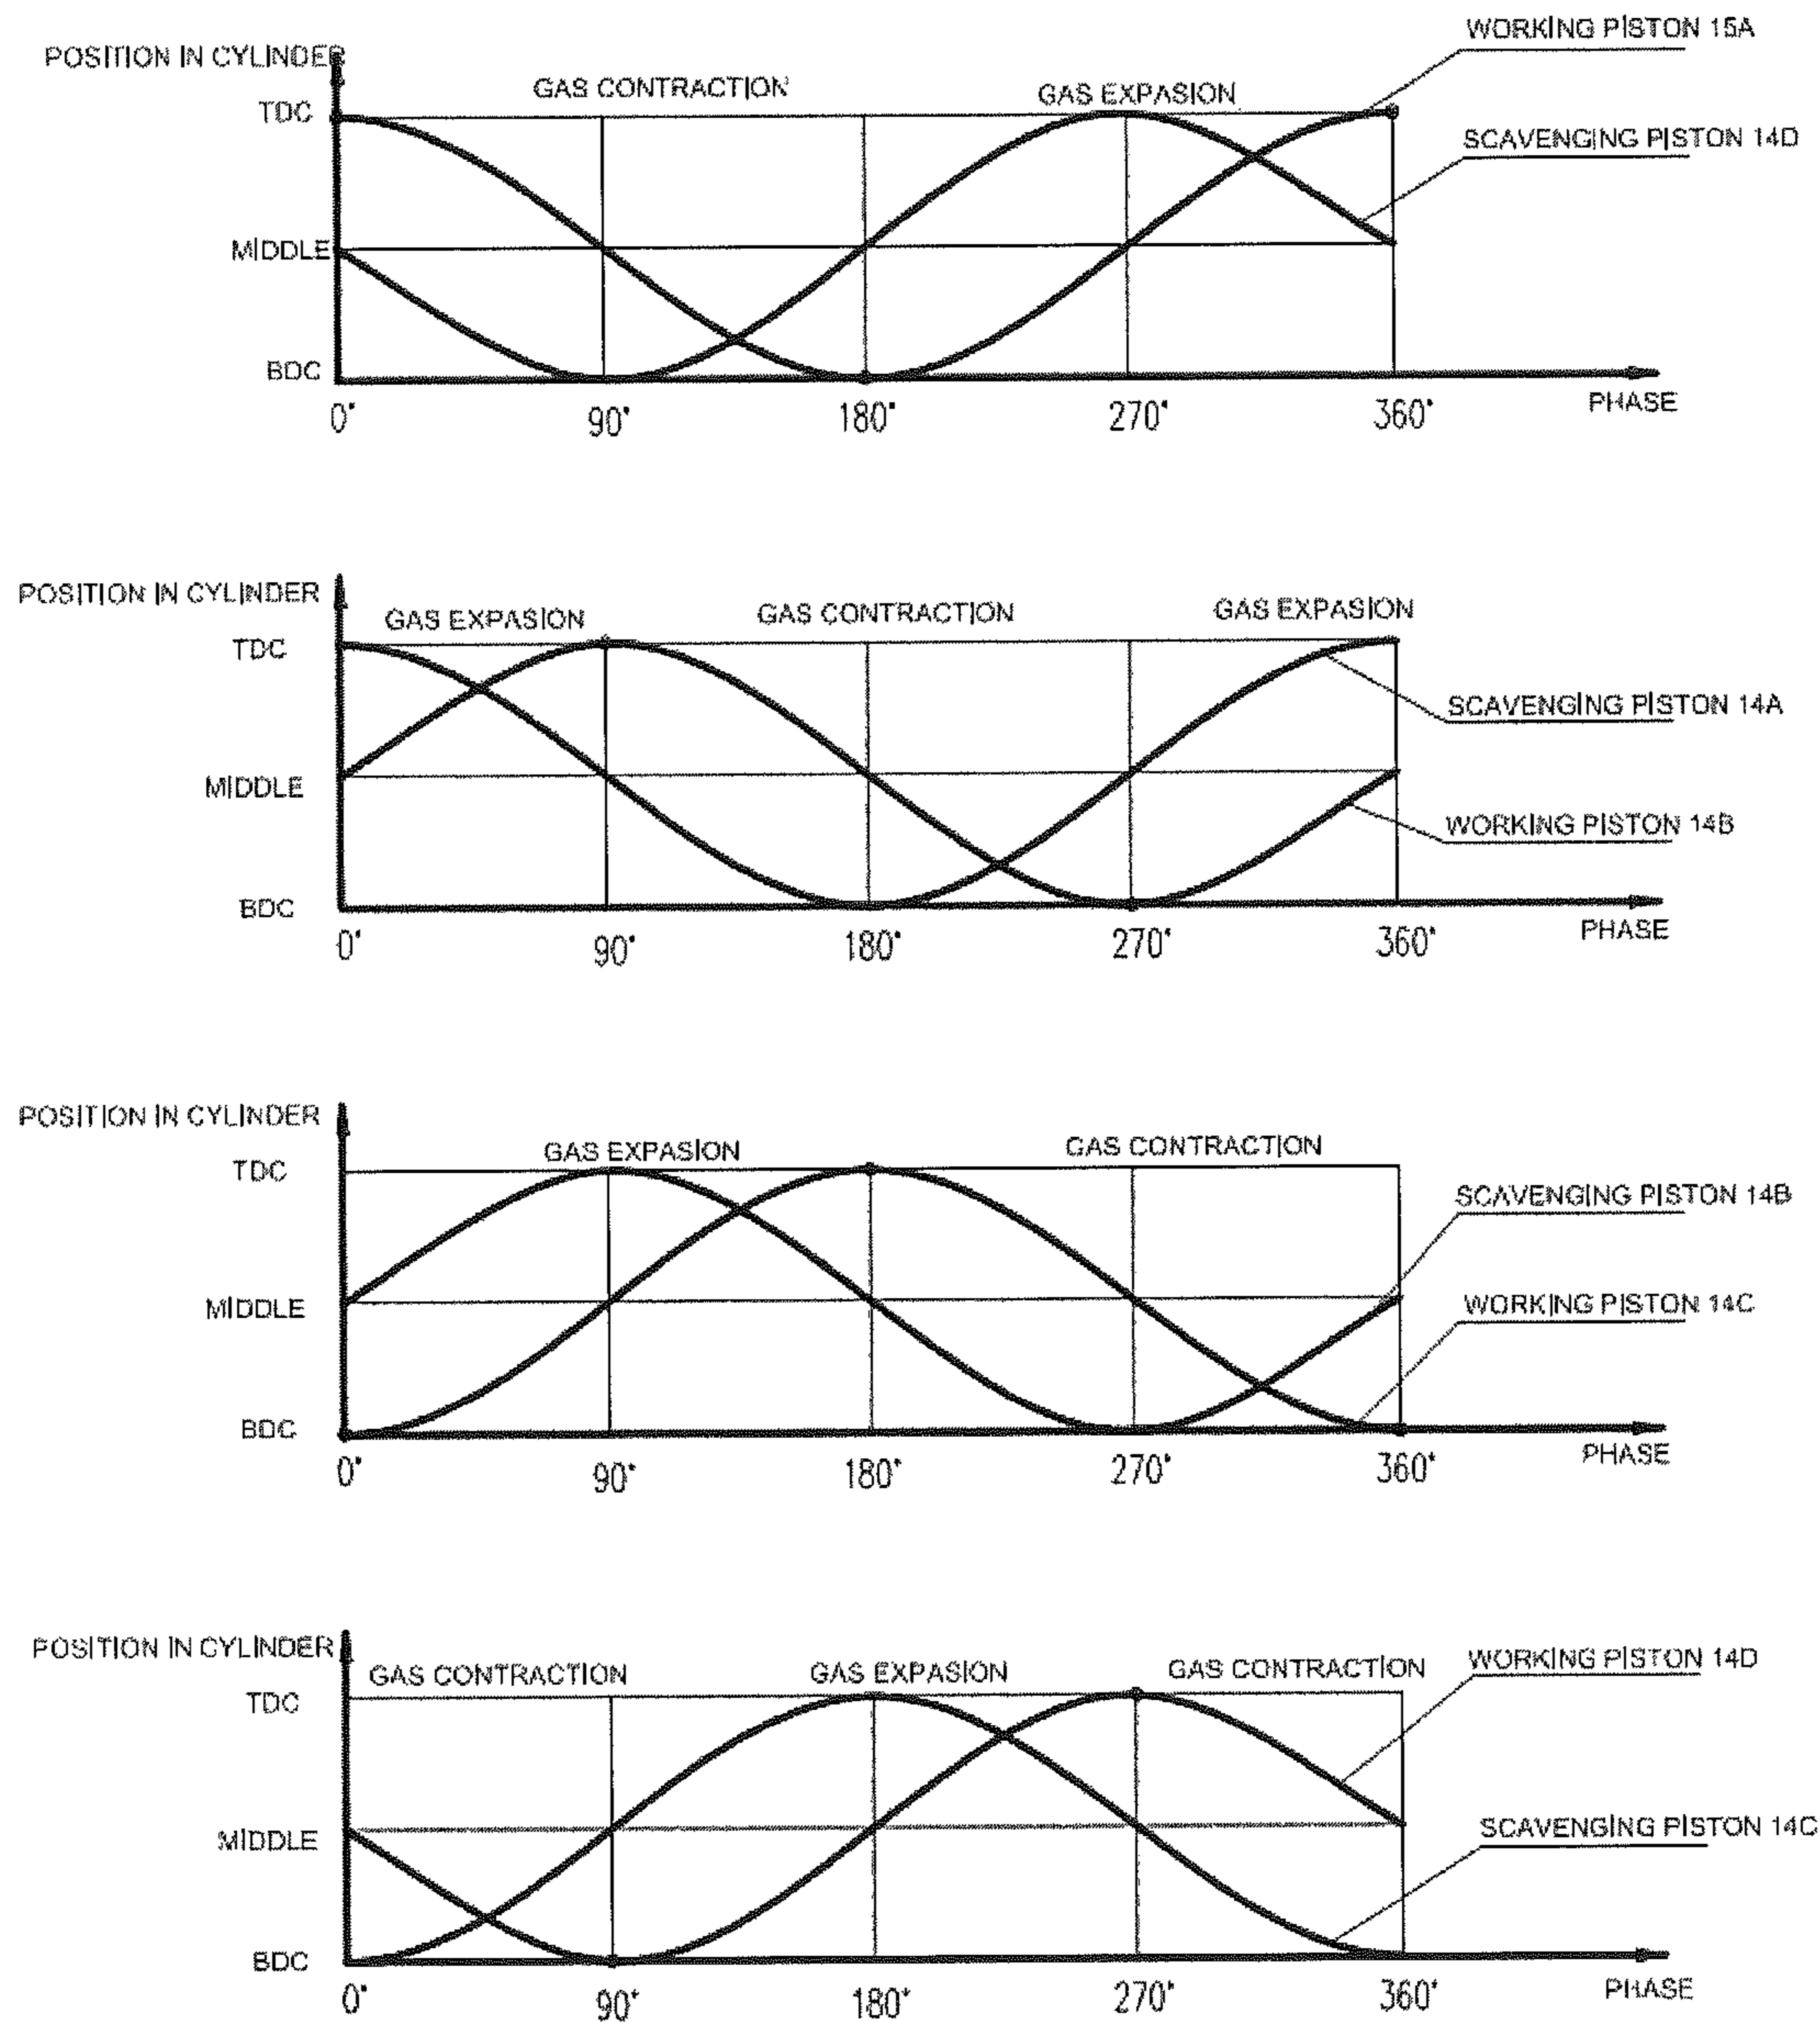 WORKING PISTON 15A
POSITION IN CYLINDER
GAS CONTRACTION
GAS EXPASION
TDC
SCAVENGING PISTON 14D
MIDDLE
BDC
0° 90° 180° 270° 360°
PHASE
POSITION IN CYLINDER
GAS EXPASION
GAS CONTRACTION
GAS EXPASION
TDC
SCAVENGING PISTON 14A
MIDDLE
WORKING PISTON 14B
BDC
0° 90° 180° 270° 360°
PHASE
POSITION IN CYLINDER
GAS EXPASION
GAS CONTRACTION
TDC
SCAVENGING PISTON 14B
MIDDLE
WORKING PISTON 14C
BDC
0° 90° 180° 270° 360°
PHASE
POSITION IN CYLINDER
GAS CONTRACTION
GAS EXPASION
GAS CONTRACTION
WORKING PISTON 14D
TDC
MIDDLE
SCAVENGING PISTON 14C
BDC
0° 90° 180° 270° 360°
PHASE